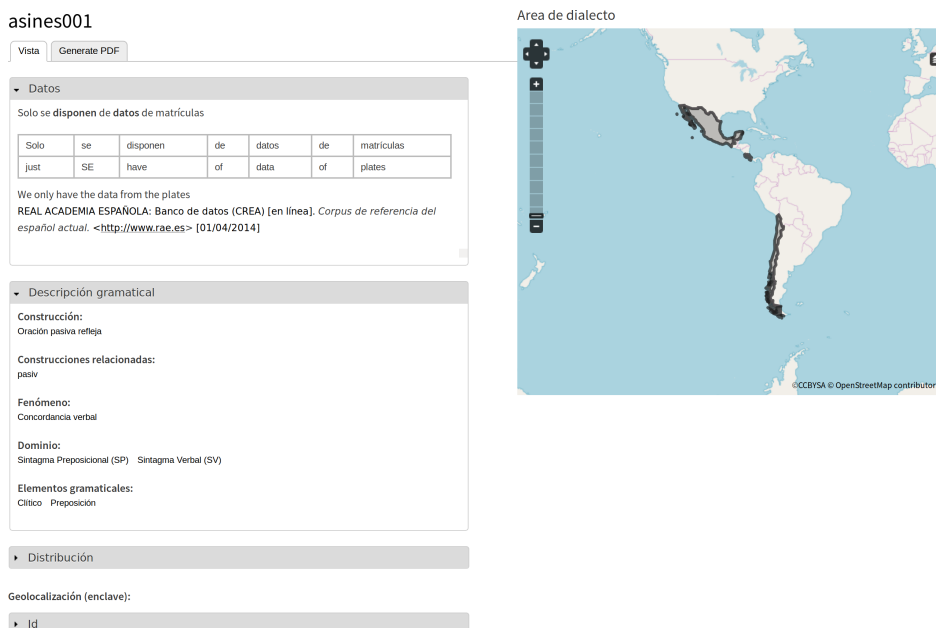 asines001
Vista
Generate PDF
Datos
Solo se disponen de datos de matrículas
Solo se disponen de datos de matrículas
just SE have of data of plates
We only have the data from the plates
REAL ACADEMIA ESPAÑOLA: Banco de datos (CREA) [en línea]. Corpus de referencia del
español actual. <http://www.rae.es> [01/04/2014]
Descripción gramatical
Construcción:
Oración pasiva refleja
Construcciones relacionadas:
pasiv
Fenómeno:
Concordancia verbal
Dominio:
Sintagma Preposicional (SP) Sintagma Verbal (SV)
Elementos gramaticales:
Clítico Preposición
Distribución
Geolocalización (enclave):
Id
Area de dialecto
+
−
©CCBYSA © OpenStreetMap contributor